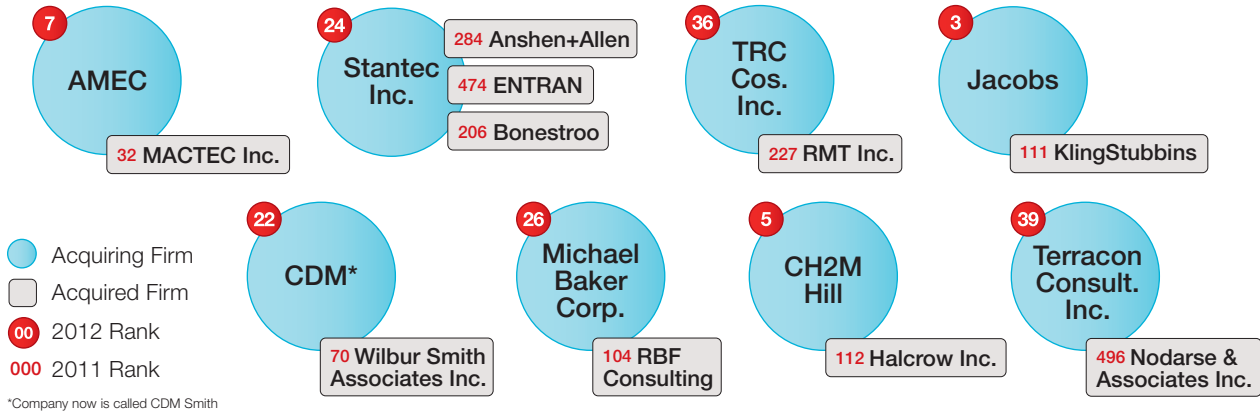 7
AMEC
32 MACTEC Inc.
24
Stantec
Inc.
284 Anshen+Allen
474 ENTRAN
206 Bonestroo
36
TRC
Cos.
Inc.
227 RMT Inc.
3
Jacobs
111 KlingStubbins
22
CDM*
70 Wilbur Smith
Associates Inc.
26
Michael
Baker
Corp.
104 RBF
Consulting
5
CH2M
Hill
112 Halcrow Inc.
39
Terracon
Consult.
Inc.
496 Nodarse &
Associates Inc.
Acquiring Firm
Acquired Firm
00 2012 Rank
000 2011 Rank
*Company now is called CDM Smith